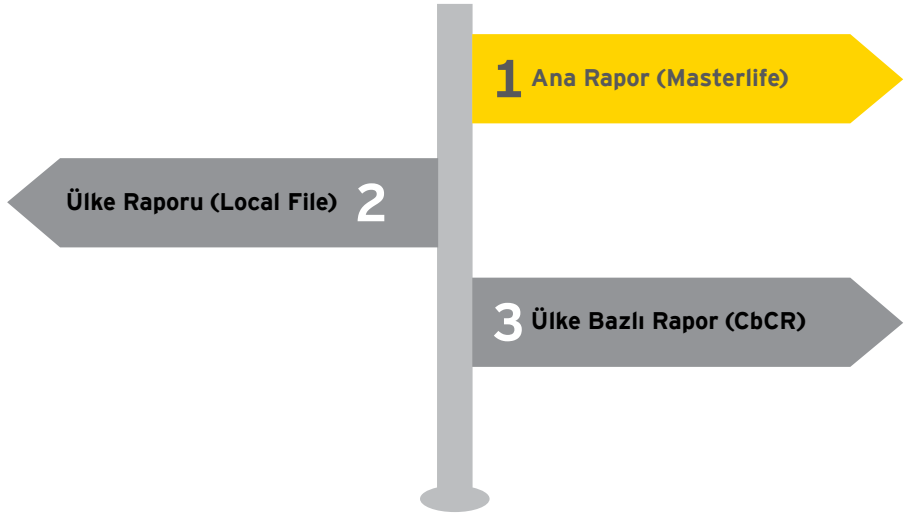 1 Ana Rapor (Masterlife)
Ülke Raporu (Local File) 2
3 Ülke Bazlı Rapor (CbCR)